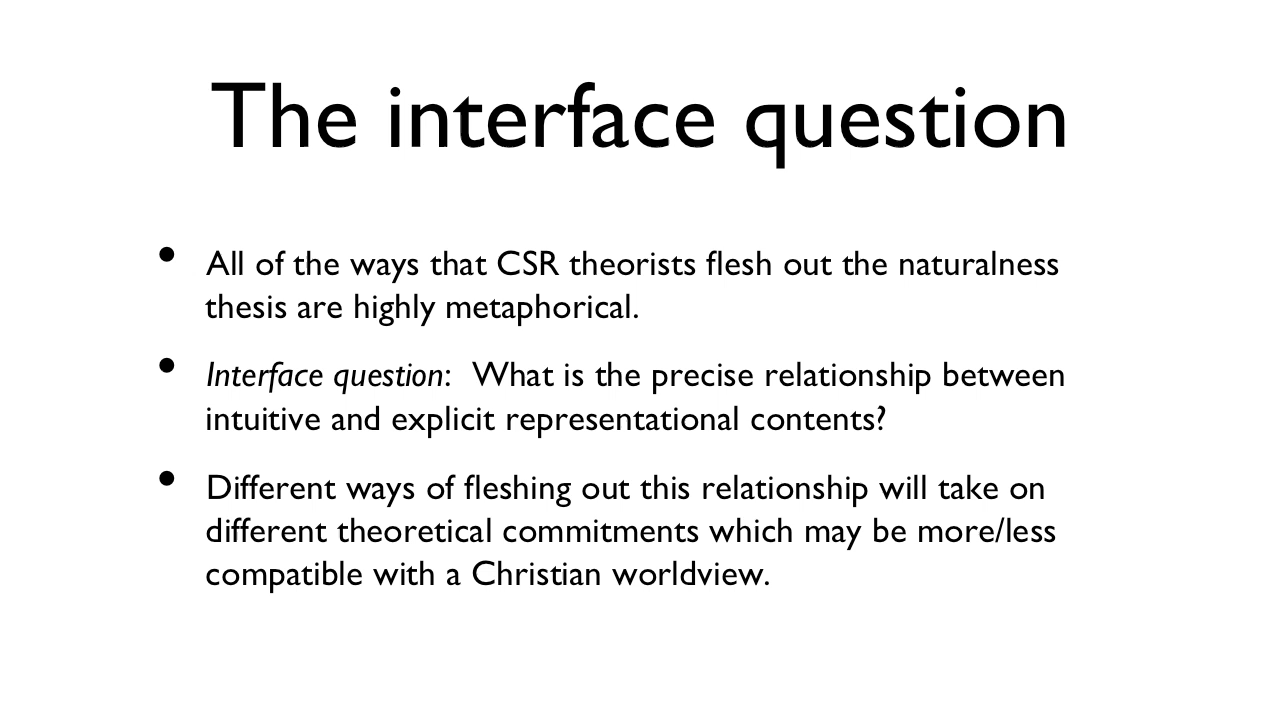 The interface question
• All of the ways that CSR theorists flesh out the naturalness
thesis are highly metaphorical.
• Interface question:  What is the precise relationship between
intuitive and explicit representational contents?
• Different ways of fleshing out this relationship will take on
different theoretical commitments which may be more/less
compatible with a Christian worldview.